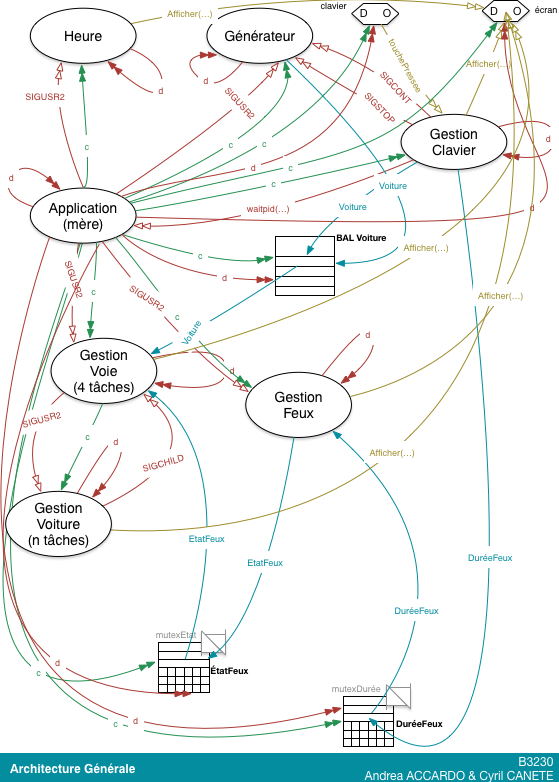 clavier
écran
D O
D O
Afficher(…)
Heure
Générateur
touchePressee
Afficher(…)
d
d
SIGUSR2
SIGUSR2
SIGCONT
SIGSTOP
Gestion
Clavier
d
c
c
c
d
c
c
d
Voiture
Application
(mère)
waitpid(…)
Voiture
d
BAL Voiture
Afficher(…)
c
d
SIGUSR2
c
SIGUSR2
c
Afficher(…)
Voiture
Gestion
Voie
(4 tâches)
d
d
Gestion
Feux
SIGUSR2
c
d
SIGCHILD
Afficher(…)
Gestion
Voiture
(n tâches)
EtatFeux
EtatFeux
DuréeFeux
DuréeFeux
mutexEtat
ÉtatFeux
d
c
mutexDurée
DuréeFeux
d
c
Architecture Générale
B3230
Andrea ACCARDO & Cyril CANETE